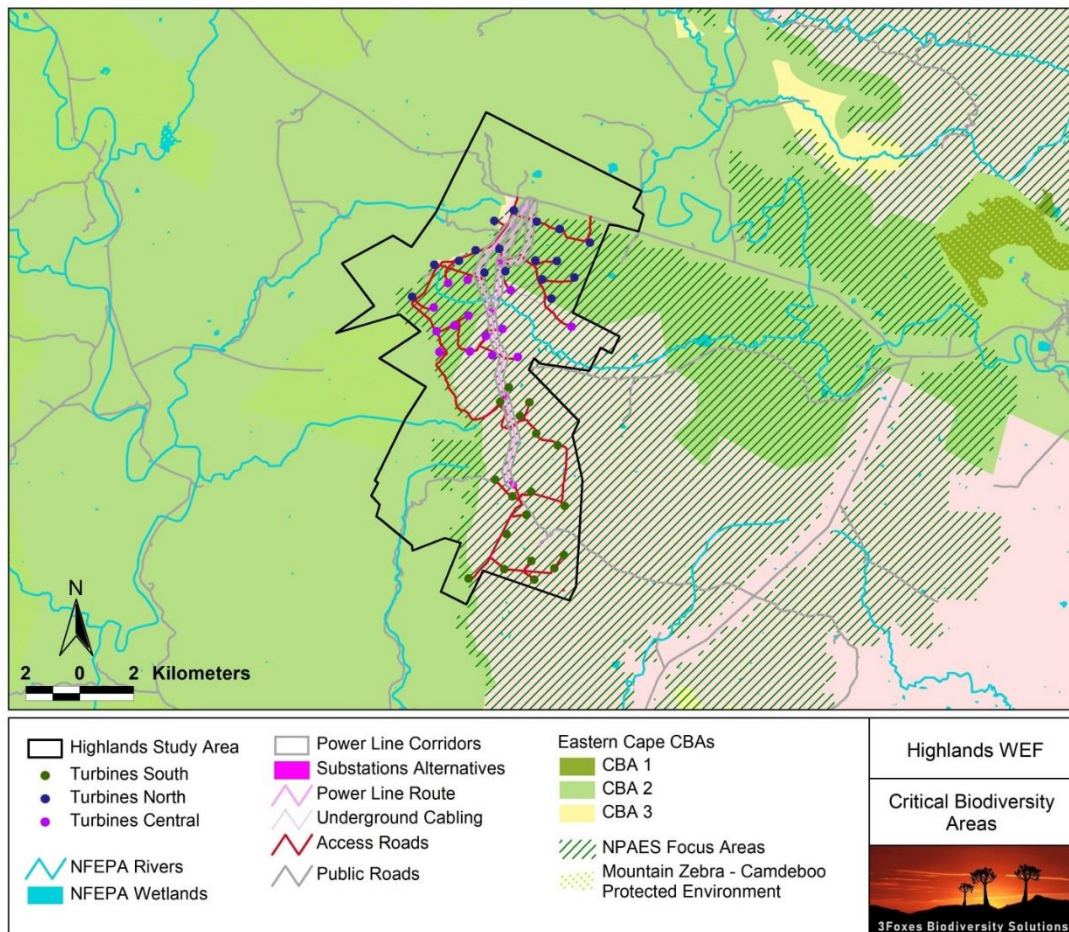 N
2 0 2 Kilometers
Highlands Study Area
Turbines South
Turbines North
Turbines Central
NFEPA Rivers
NFEPA Wetlands
Power Line Corridors
Substations Alternatives
Power Line Route
Underground Cabling
Access Roads
Public Roads
Eastern Cape CBAs
CBA 1
CBA 2
CBA 3
NPAES Focus Areas
Mountain Zebra - Camdeboo
Protected Environment
Highlands WEF
Critical Biodiversity
Areas
3Foxes Biodiversity Solutions